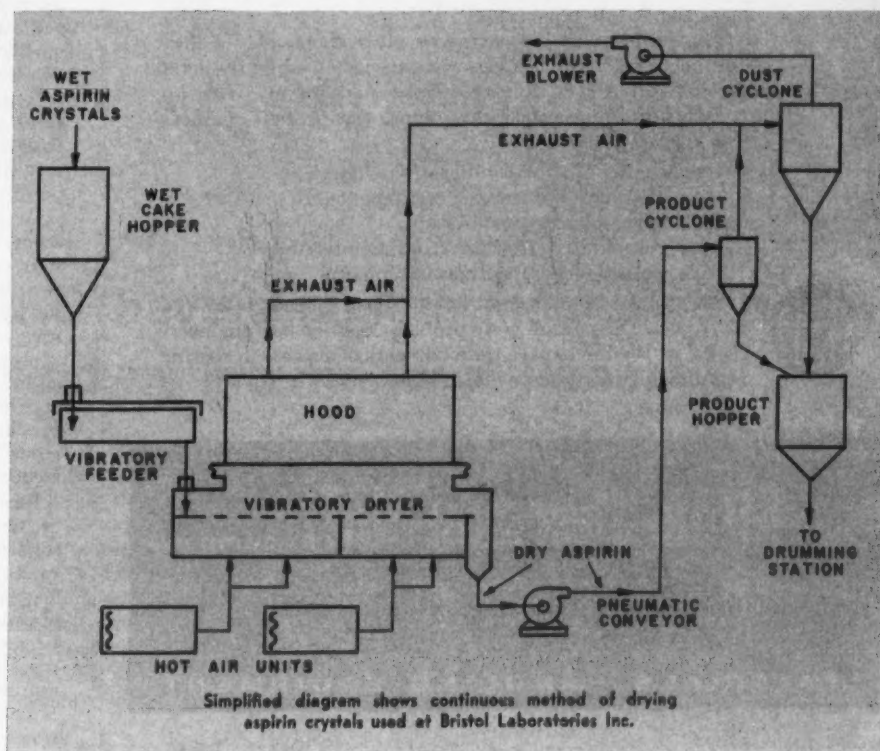 WET
ASPIRIN
CRYSTALS
WET
CAKE
HOPPER
EXHAUST
BLOWER
DUST
CYCLONE
EXHAUST AIR
PRODUCT
CYCLONE
EXHAUST AIR
HOOD
PRODUCT
HOPPER
VIBRATORY
FEEDER
VIBRATORY DRYER
TO
DRUMMING
STATION
DRY ASPIRIN
PNEUMATIC
CONVEYOR
HOT AIR UNITS
Simplified diagram shows continuous method of drying
aspirin crystals used at Bristol Laboratories Inc.